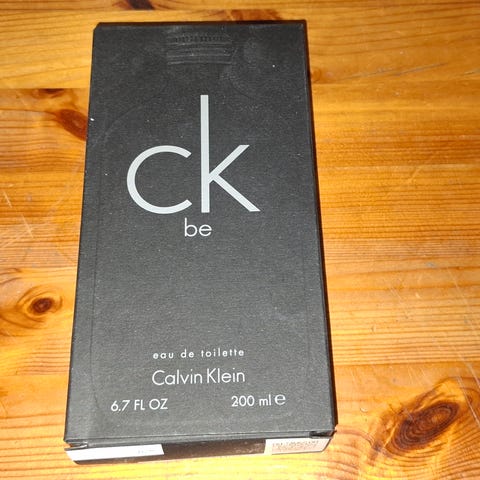 ck
be
eau de toilette
Calvin Klein
6.7 FL OZ 200 ml ℮